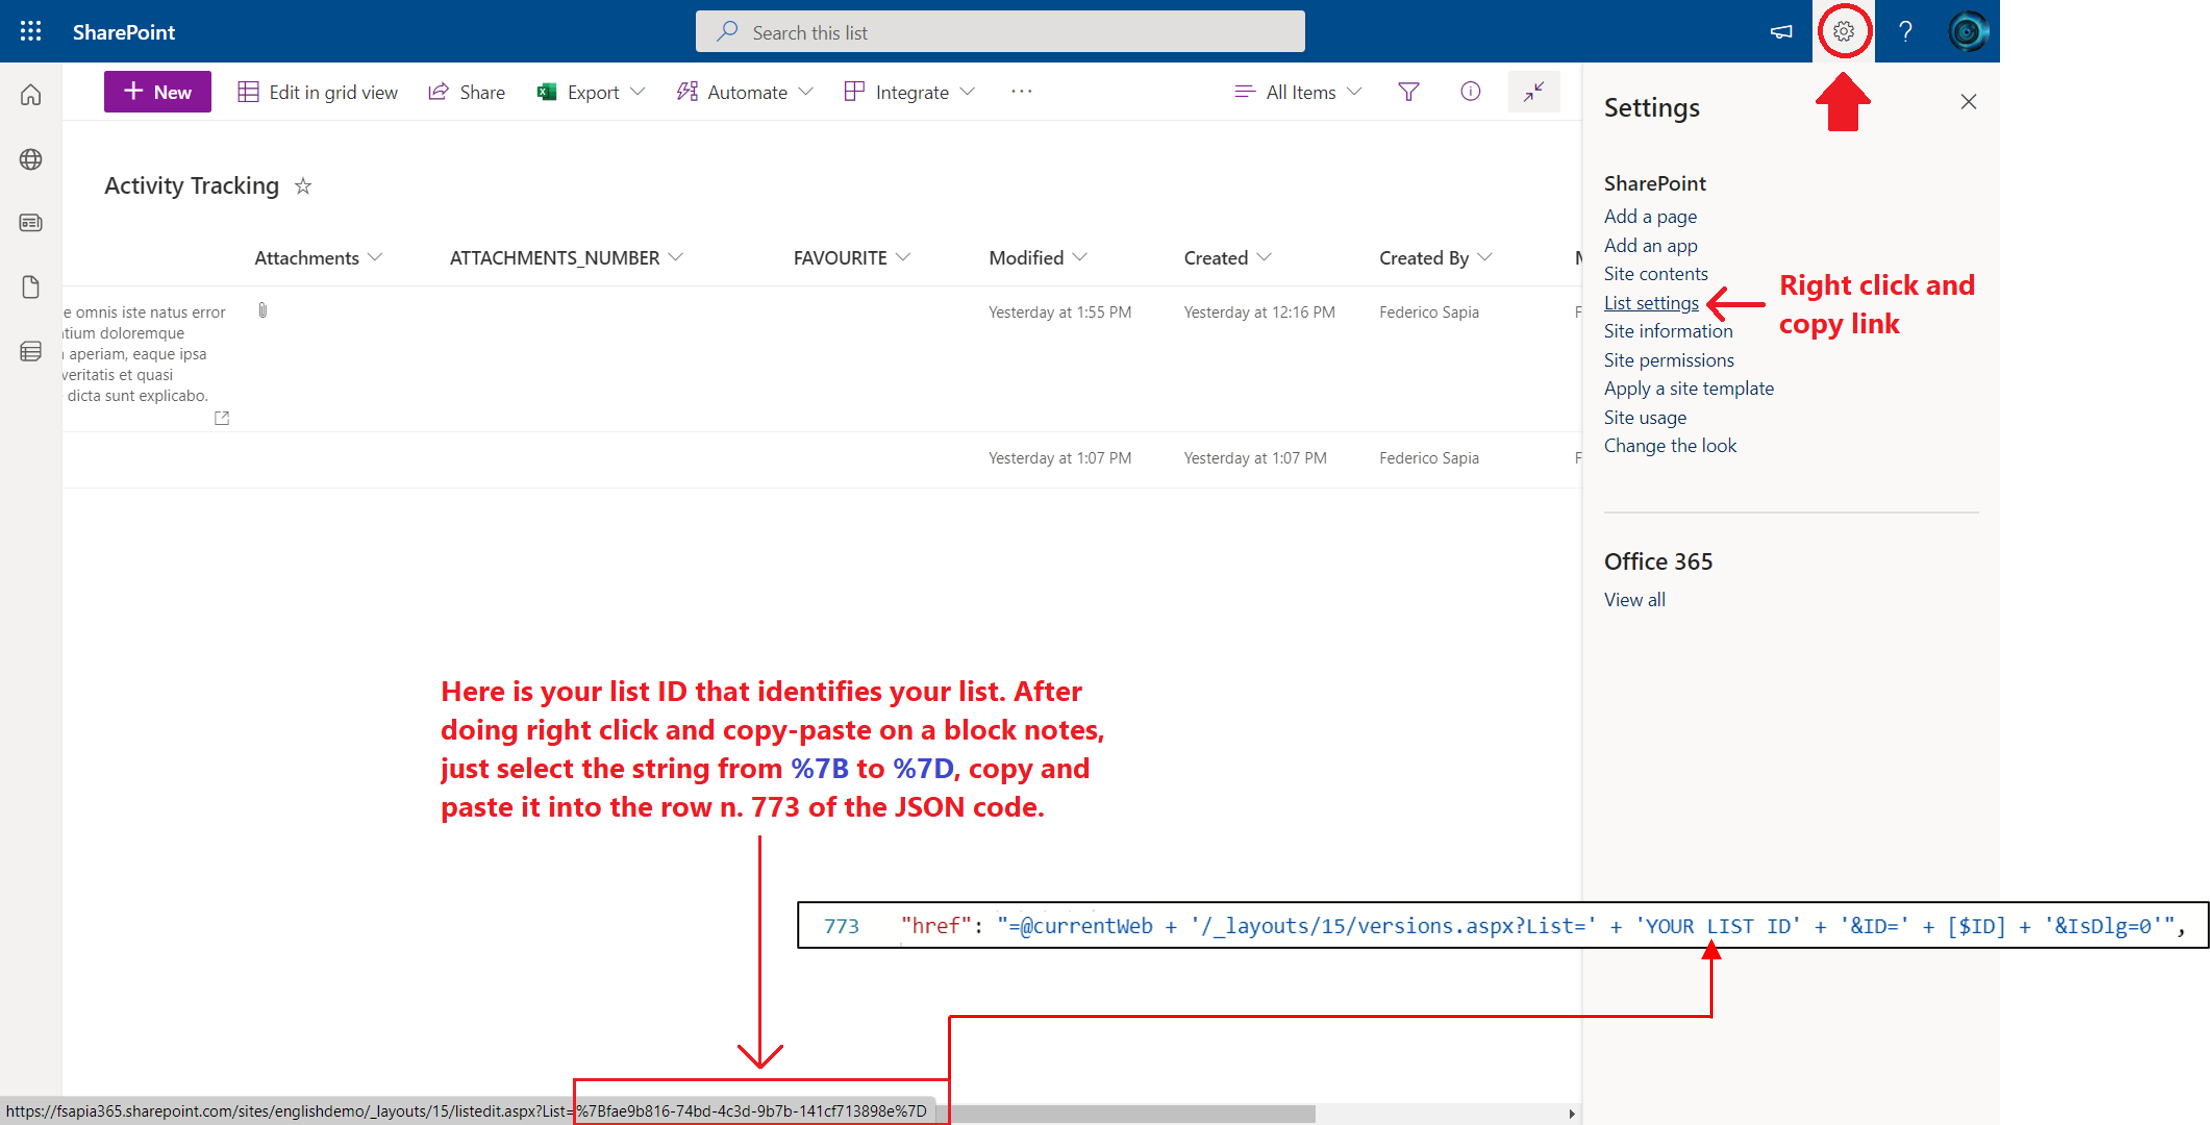 SharePoint
Search this list
?
+ New
Edit in grid view
Share
Export
Automate
Integrate
...
All Items
Settings
Activity Tracking
SharePoint
Add a page
Add an app
Site contents
List settings
Site information
Site permissions
Apply a site template
Site usage
Change the look
Right click and
copy link
Office 365
View all
Attachments
ATTACHMENTS_NUMBER
FAVOURITE
Modified
Created
Created By
e omnis iste natus error
tium doloremque
aperiam, eaque ipsa
veritatis et quasi
dicta sunt explicabo.
Yesterday at 1:55 PM
Yesterday at 12:16 PM
Federico Sapia
F
Yesterday at 1:07 PM
Yesterday at 1:07 PM
Federico Sapia
F
Here is your list ID that identifies your list. After
doing right click and copy-paste on a block notes,
just select the string from %7B to %7D, copy and
paste it into the row n. 773 of the JSON code.
773 "href": "=@currentWeb + '/_layouts/15/versions.aspx?List=' + 'YOUR LIST ID' + '&ID=' + [$ID] + '&IsDlg=0'",
https://fsapia365.sharepoint.com/sites/englishdemo/_layouts/15/listedit.aspx?List=%7Bfae9b816-74bd-4c3d-9b7b-141cf713898e%7D